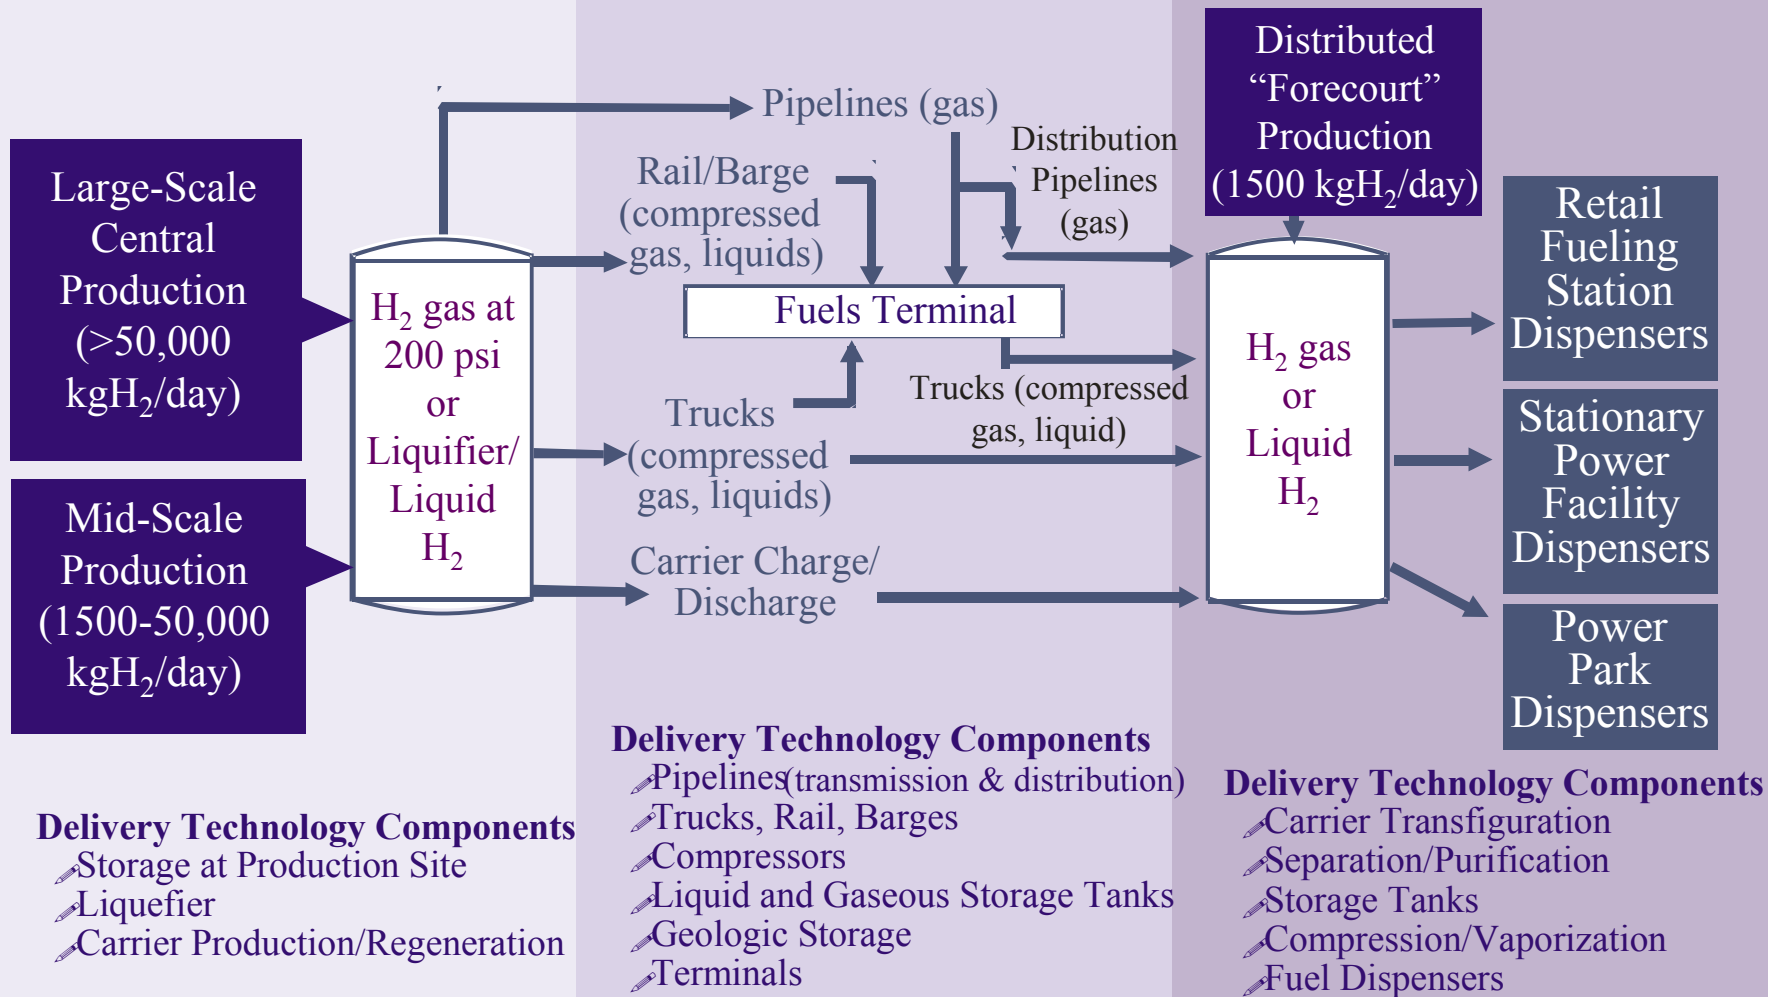 Large-Scale
Central
Production
(>50,000
kgH₂/day)
Mid-Scale
Production
(1500-50,000
kgH₂/day)
H₂ gas at
200 psi
or
Liquifier/
Liquid
H₂
Delivery Technology Components
Storage at Production Site
Liquefier
Carrier Production/Regeneration
Pipelines (gas)
Rail/Barge
(compressed
gas, liquids)
Distribution
Pipelines
(gas)
Fuels Terminal
Trucks
(compressed
gas, liquids)
Trucks (compressed
gas, liquid)
Carrier Charge/
Discharge
Delivery Technology Components
Pipelines(transmission & distribution)
Trucks, Rail, Barges
Compressors
Liquid and Gaseous Storage Tanks
Geologic Storage
Terminals
Distributed
“Forecourt”
Production
(1500 kgH₂/day)
H₂ gas
or
Liquid
H₂
Retail
Fueling
Station
Dispensers
Stationary
Power
Facility
Dispensers
Power
Park
Dispensers
Delivery Technology Components
Carrier Transfiguration
Separation/Purification
Storage Tanks
Compression/Vaporization
Fuel Dispensers